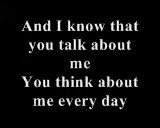 And I know that
you talk about
me
You think about
me every day